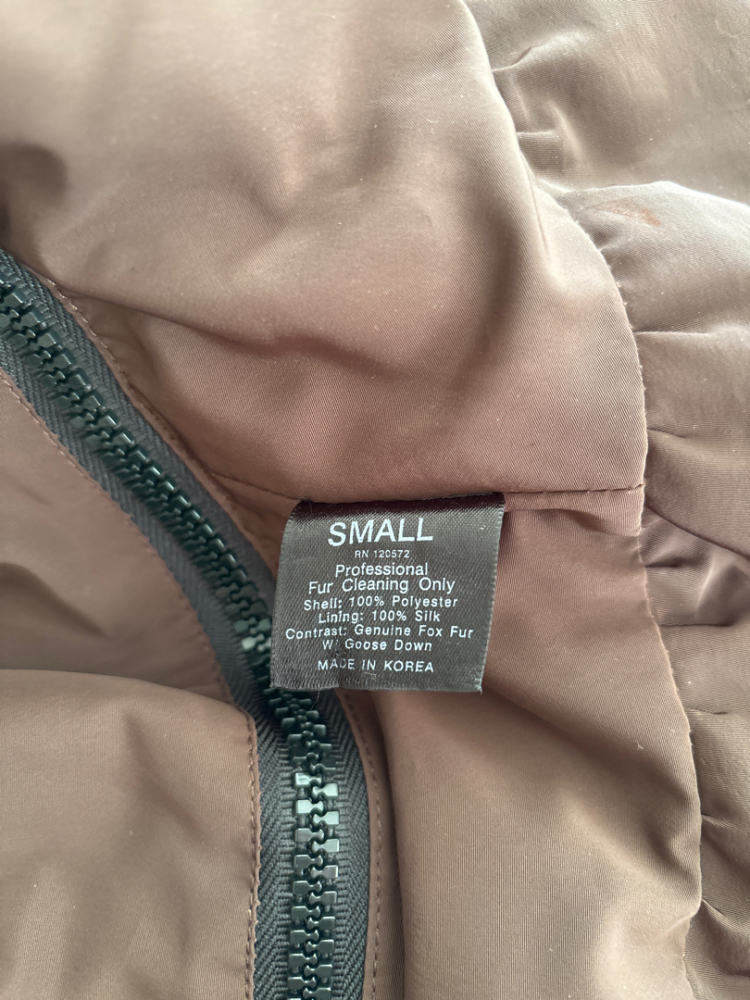 SMALL
RN 120572
Professional
Fur Cleaning Only
Shell: 100% Polyester
Lining: 100% Silk
Contrast: Genuine Fox Fur
W' Goose Down
MADE IN KOREA